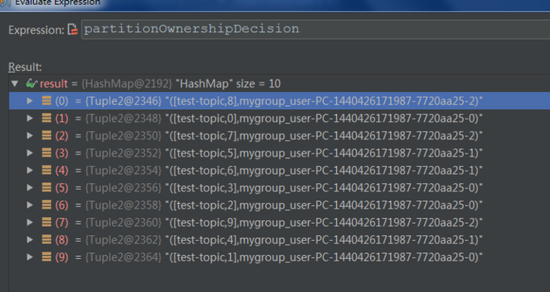 Evaluate Expression
Expression: partitionOwnershipDecision
Result:
result = {HashMap@2192} "HashMap" size = 10
(0) = {Tuple2@2346} "([test-topic,8],mygroup_user-PC-1440426171987-7720aa25-2)"
(1) = {Tuple2@2348} "([test-topic,0],mygroup_user-PC-1440426171987-7720aa25-0)"
(2) = {Tuple2@2350} "([test-topic,7],mygroup_user-PC-1440426171987-7720aa25-2)"
(3) = {Tuple2@2352} "([test-topic,5],mygroup_user-PC-1440426171987-7720aa25-1)"
(4) = {Tuple2@2354} "([test-topic,6],mygroup_user-PC-1440426171987-7720aa25-1)"
(5) = {Tuple2@2356} "([test-topic,3],mygroup_user-PC-1440426171987-7720aa25-0)"
(6) = {Tuple2@2358} "([test-topic,2],mygroup_user-PC-1440426171987-7720aa25-0)"
(7) = {Tuple2@2360} "([test-topic,9],mygroup_user-PC-1440426171987-7720aa25-2)"
(8) = {Tuple2@2362} "([test-topic,4],mygroup_user-PC-1440426171987-7720aa25-1)"
(9) = {Tuple2@2364} "([test-topic,1],mygroup_user-PC-1440426171987-7720aa25-0)"